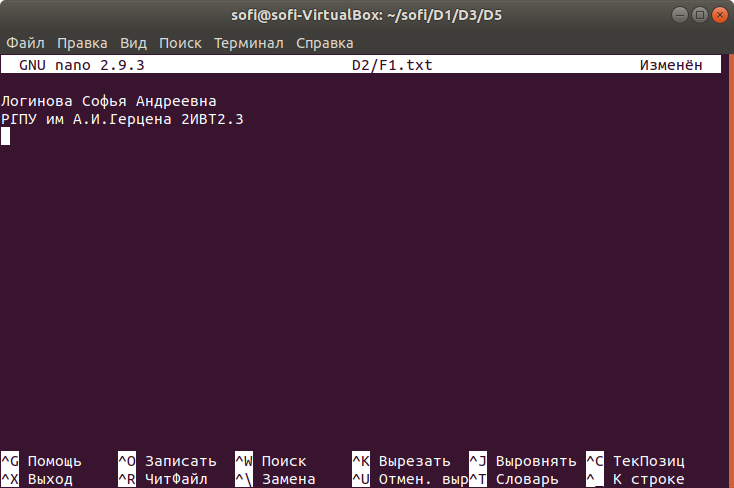 sofi@sofi-VirtualBox: ~/sofi/D1/D3/D5
Файл Правка Вид Поиск Терминал Справка
GNU nano 2.9.3 D2/F1.txt Изменён
Логинова Софья Андреевна
РГПУ им А.И.Герцена 2ИВТ2.3
^G Помощь ^O Записать ^W Поиск ^K Вырезать ^J Выровнять ^C ТекПозиц
^X Выход ^R ЧитФайл ^\ Замена ^U Отмен. выр^T Словарь ^_ К строке